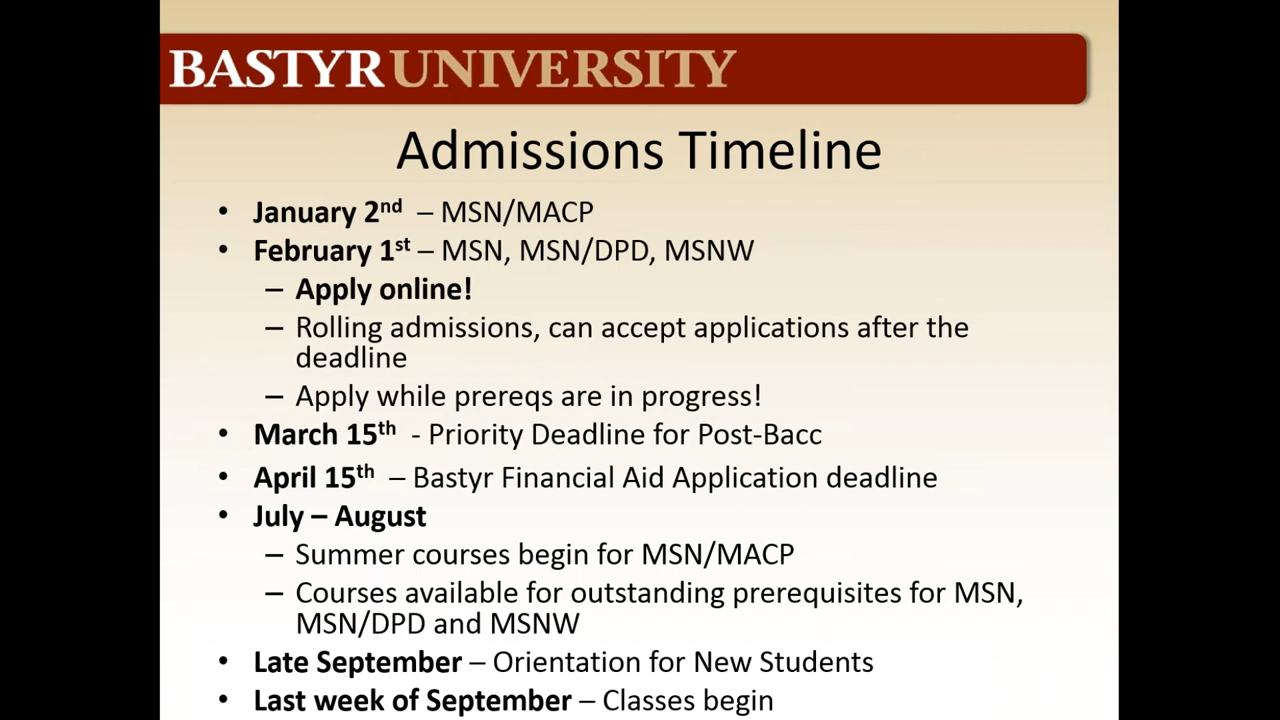 BASTYR UNIVERSITY
Admissions Timeline
• January 2nd – MSN/MACP
• February 1st – MSN, MSN/DPD, MSNW
– Apply online!
– Rolling admissions, can accept applications after the
deadline
– Apply while prereqs are in progress!
• March 15th - Priority Deadline for Post-Bacc
• April 15th – Bastyr Financial Aid Application deadline
• July – August
– Summer courses begin for MSN/MACP
– Courses available for outstanding prerequisites for MSN,
MSN/DPD and MSNW
• Late September – Orientation for New Students
• Last week of September – Classes begin